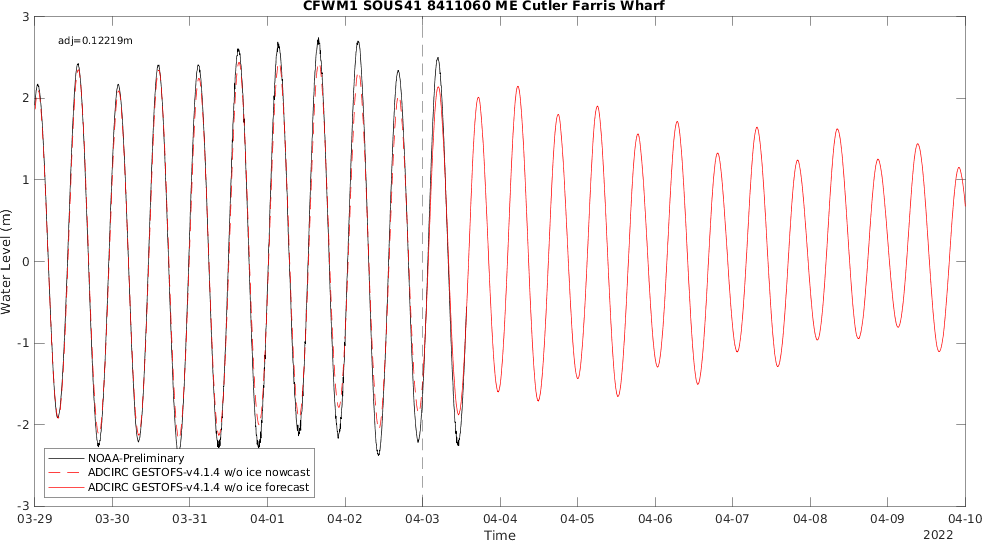 CFWM1 SOUS41 8411060 ME Cutler Farris Wharf
adj=0.12219m
3
2
1
0
-1
-2
-3
Water Level (m)
NOAA-Preliminary
ADCIRC GESTOFS-v4.1.4 w/o ice nowcast
ADCIRC GESTOFS-v4.1.4 w/o ice forecast
03-29 03-30 03-31 04-01 04-02 04-03 04-04 04-05 04-06 04-07 04-08 04-09 04-10
Time
2022